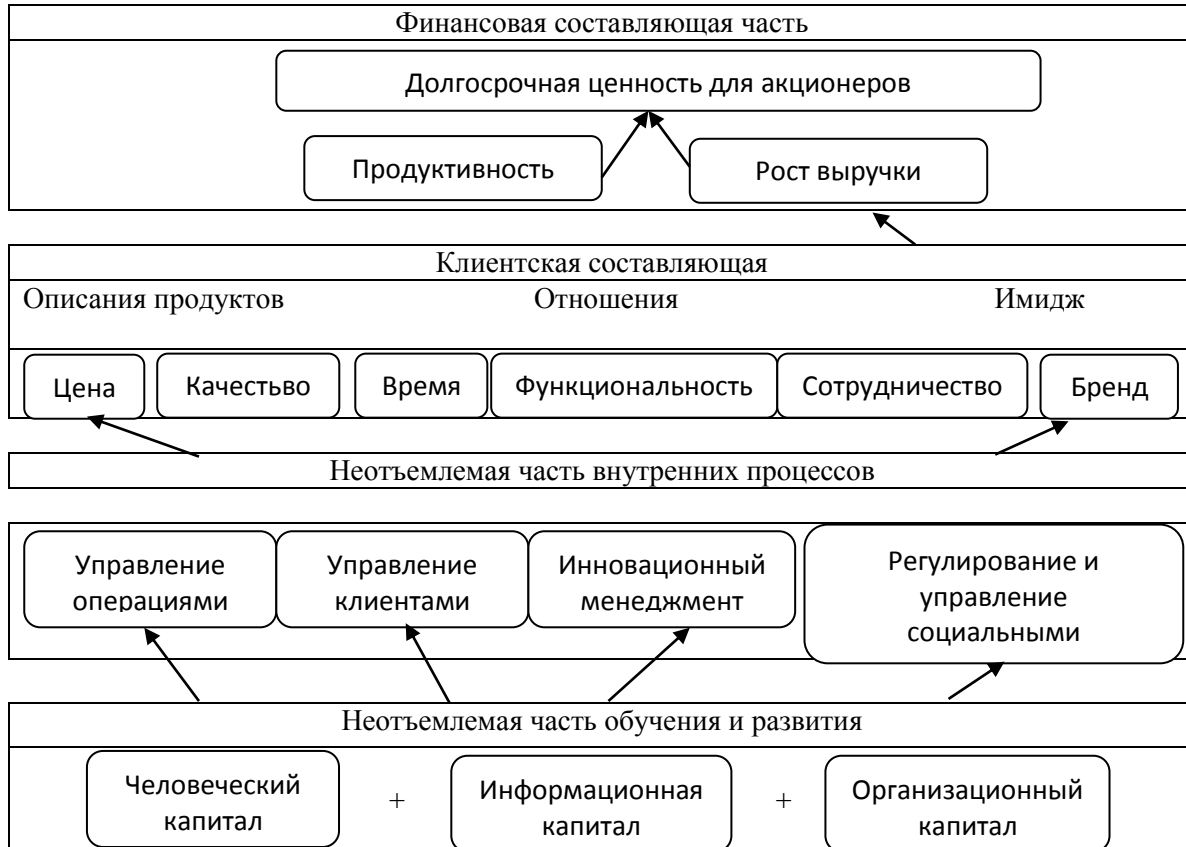 Финансовая составляющая часть
Долгосрочная ценность для акционеров
Продуктивность
Рост выручки
Клиентская составляющая
Описания продуктов Отношения Имидж
Цена Качестьво Время Функциональность Сотрудничество Бренд
Неотъемлемая часть внутренних процессов
Управление операциями
Управление клиентами
Инновационный менеджмент
Регулирование и управление социальными
Неотъемлемая часть обучения и развития
Человеческий капитал
+
Информационная капитал
+
Организационный капитал